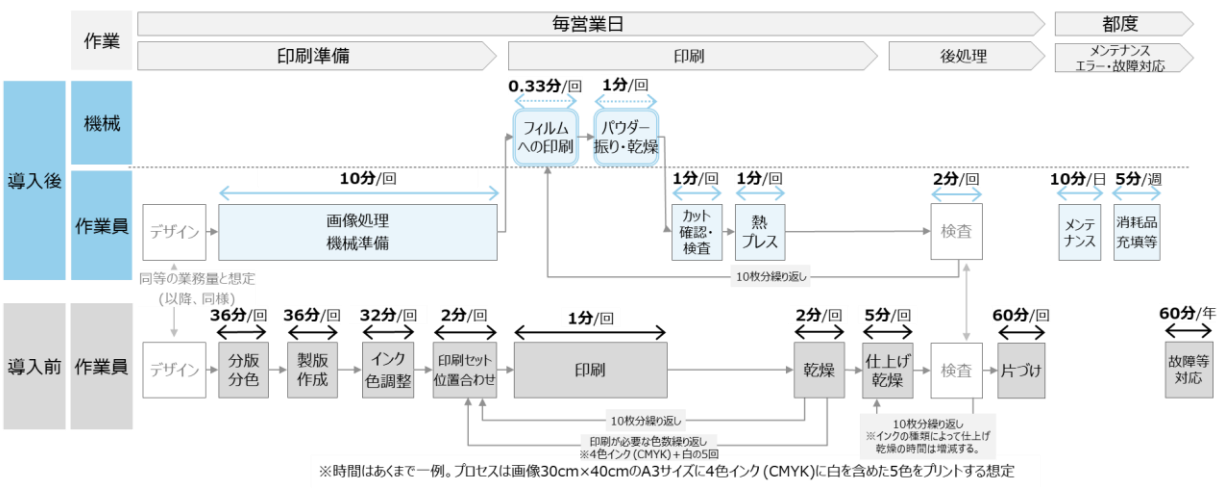 作業
毎営業日
都度
印刷準備
印刷
後処理
メンテナンス
エラー・故障対応
導入後
機械
0.33分/回
1分/回
フィルム
への印刷
パウダー
振り・乾燥
作業員
10分/回
1分/回
1分/回
2分/回
10分/日
5分/週
デザイン
画像処理
機械準備
カット
確認・
検査
熱
プレス
検査
メンテ
ナンス
消耗品
充填等
10枚分繰り返し
同等の業務量と想定
(以降、同様)
導入前
作業員
36分/回
36分/回
32分/回
2分/回
1分/回
2分/回
5分/回
60分/回
60分/年
デザイン
分版
分色
製版
作成
インク
色調整
印刷セット
位置合わせ
印刷
乾燥
仕上げ
乾燥
検査
片づけ
故障等
対応
10枚分繰り返し
印刷が必要な色数繰り返し
※4色インク(CMYK)+白の5回
10枚分繰り返し
※インクの種類によって仕上げ
乾燥の時間は増減する。
※時間はあくまで一例。プロセスは画像30cm×40cmのA3サイズに4色インク(CMYK)に白を含めた5色をプリントする想定